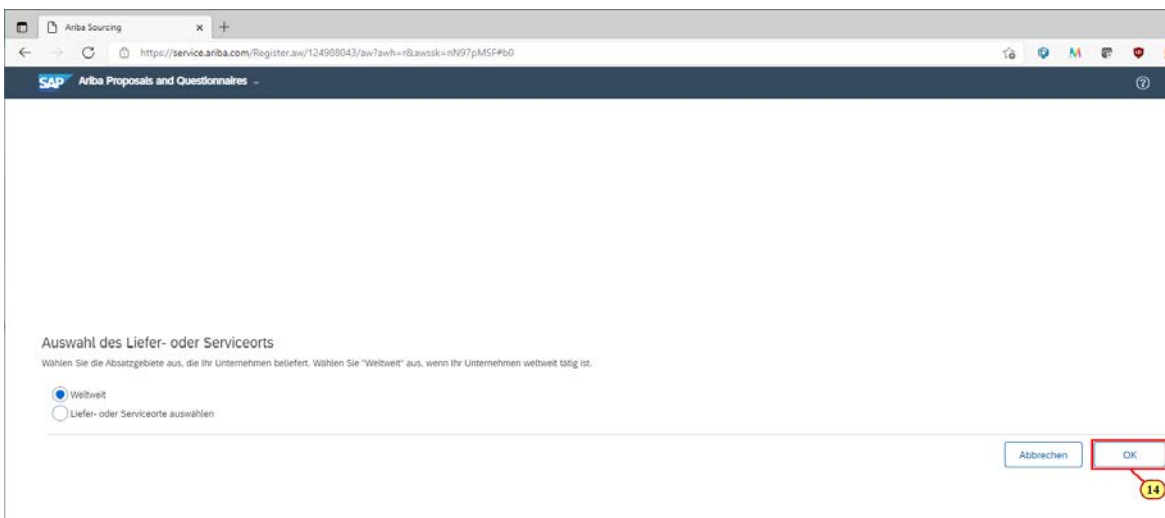 Ariba Sourcing
https://service.ariba.com/Register.aw/124988043/aw?awh=r&awssk=nN97pMSF#b0
SAP Ariba Proposals and Questionnaires
Auswahl des Liefer- oder Serviceorts
Wählen Sie die Absatzgebiete aus, die Ihr Unternehmen beliefert. Wählen Sie "Weltweit" aus, wenn Ihr Unternehmen weltweit tätig ist.
Weltweit
Liefer- oder Serviceorte auswählen
Abbrechen OK
14